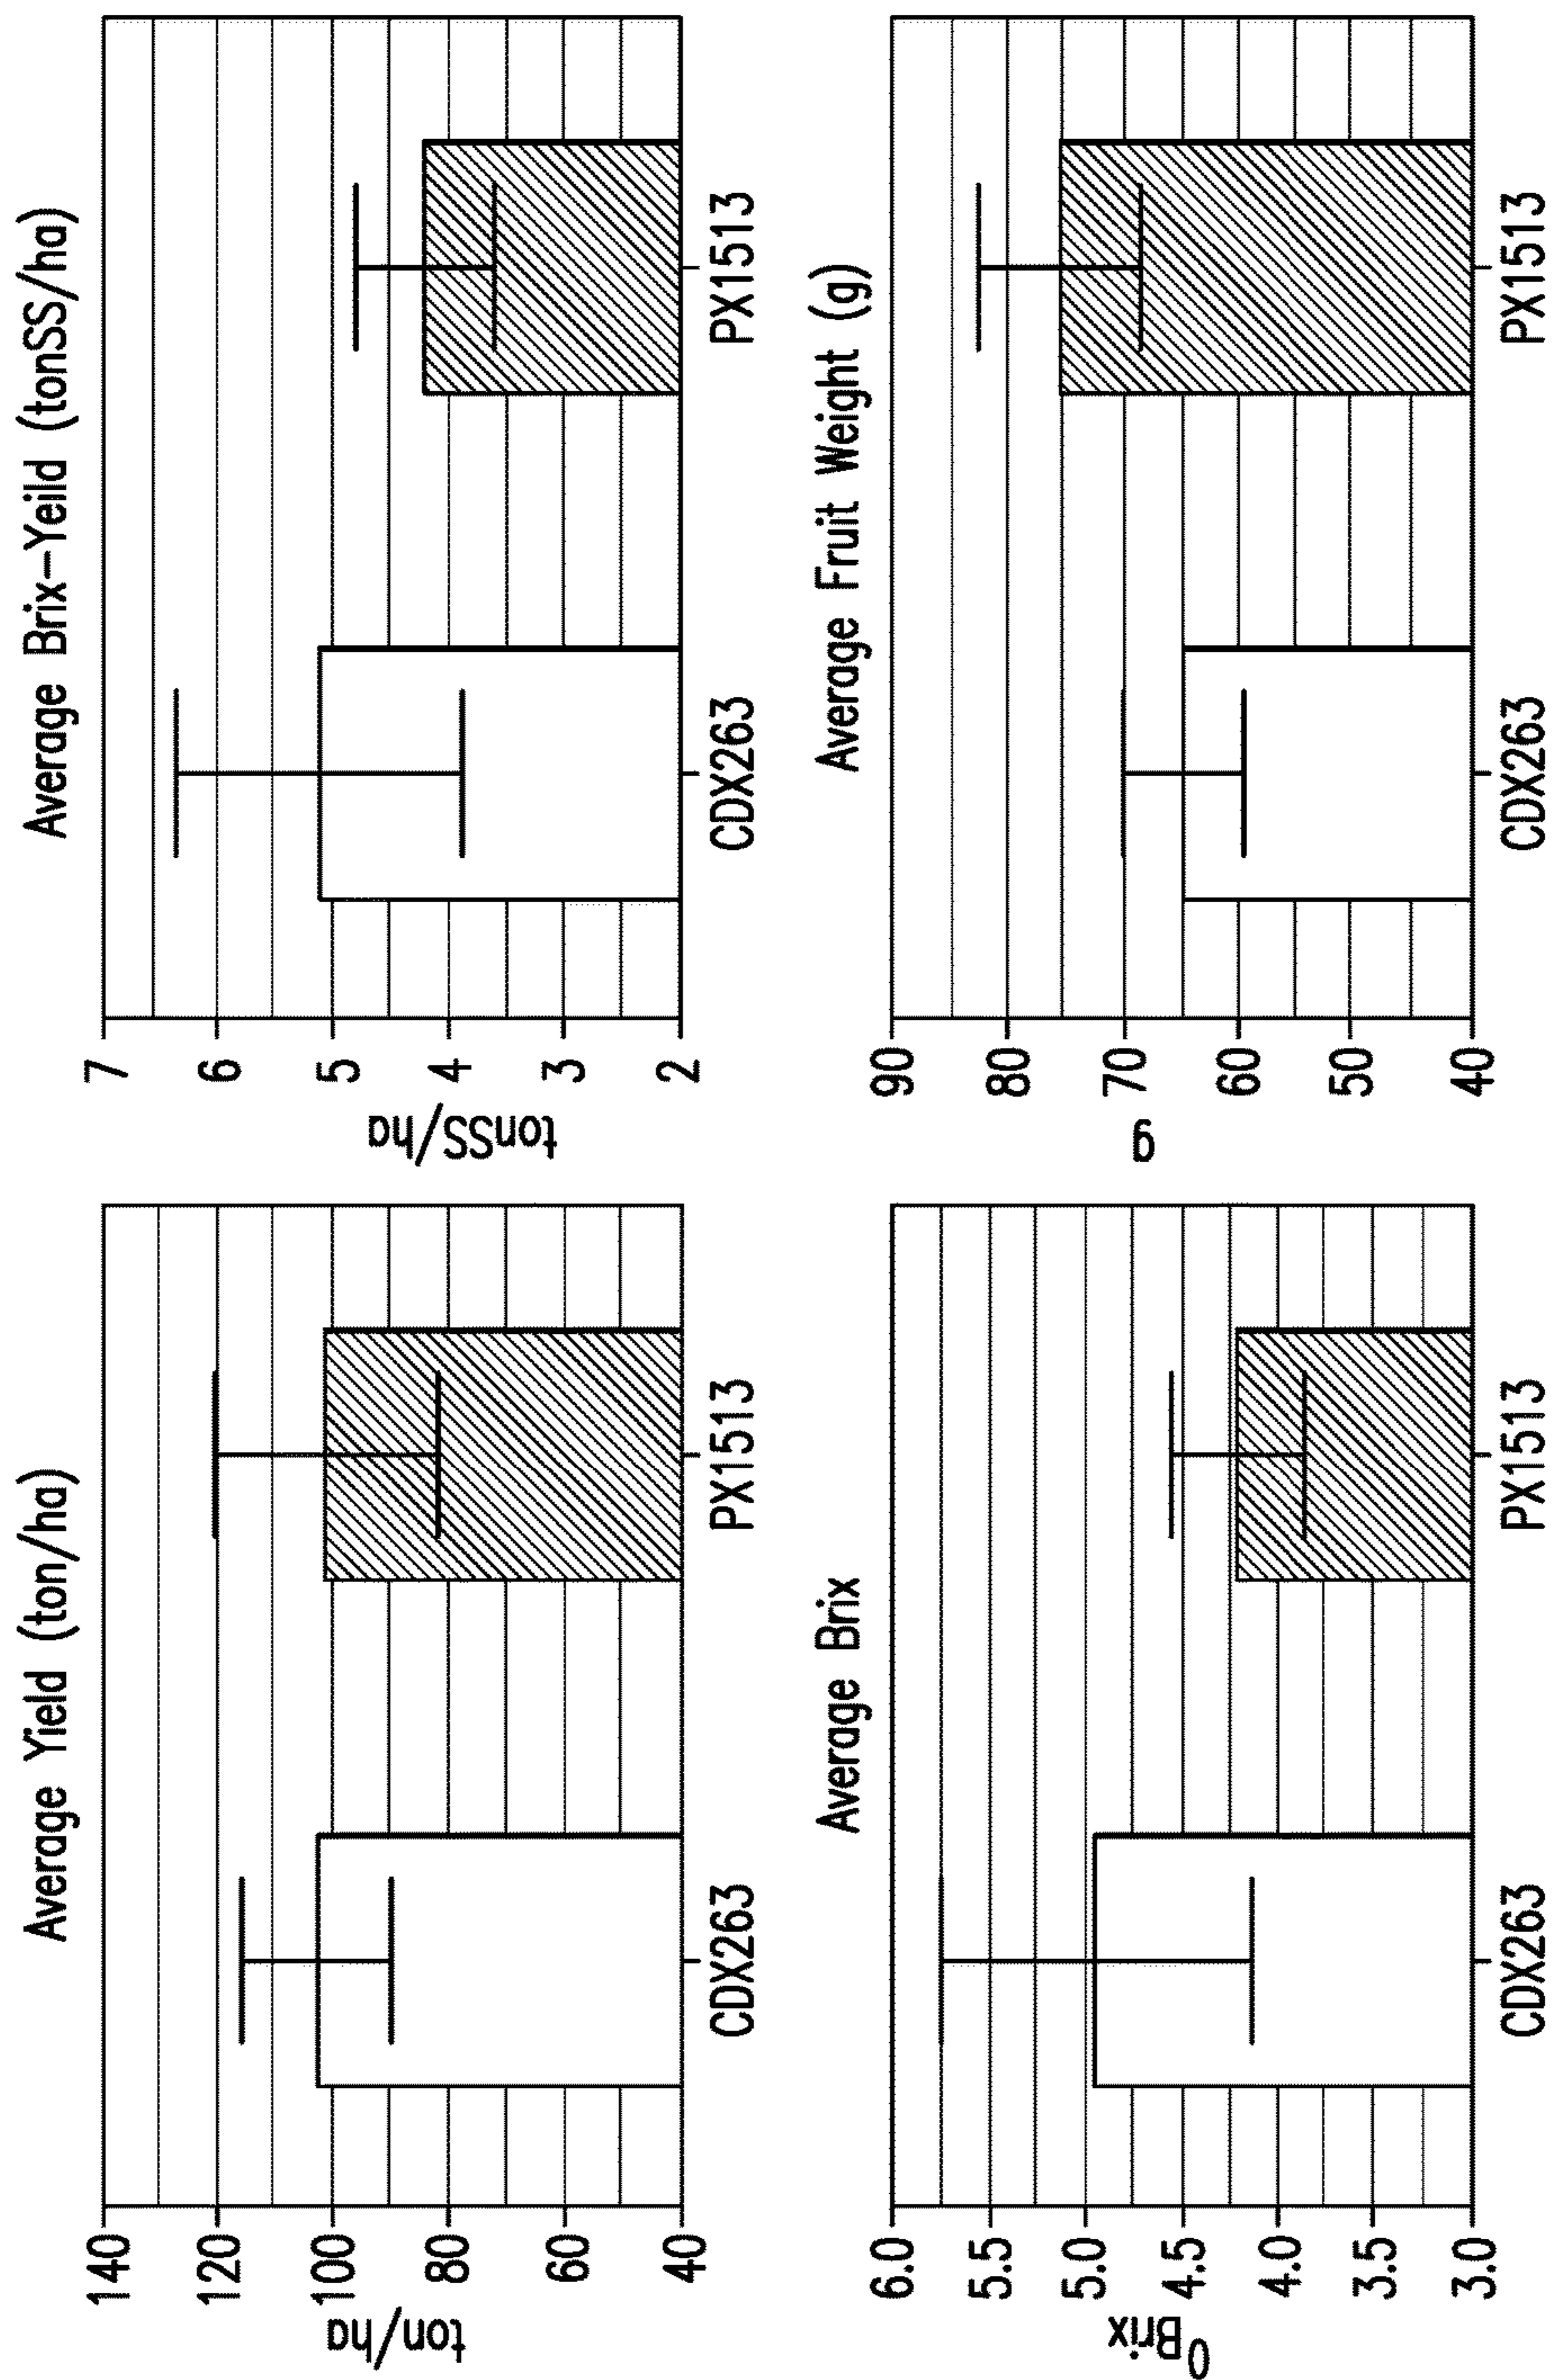 Average Yield (ton/ha)
ton/ha
140
120
100
80
60
40
CDX263
PX1513
Average Brix-Yeild (tonSS/ha)
tonSS/ha
7
6
5
4
3
2
CDX263
PX1513
Average Brix
0Brix
6.0
5.5
5.0
4.5
4.0
3.5
3.0
CDX263
PX1513
Average Fruit Weight (g)
g
90
80
70
60
50
40
CDX263
PX1513